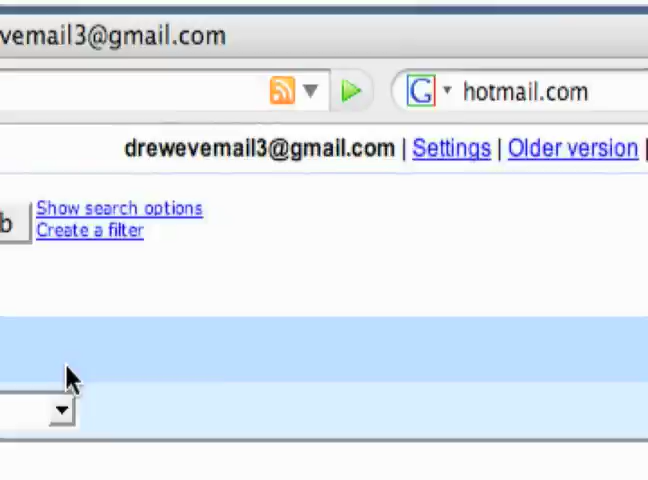 vemail3@gmail.com
G hotmail.com
drewevemail3@gmail.com | Settings | Older version |
b Show search options
Create a filter